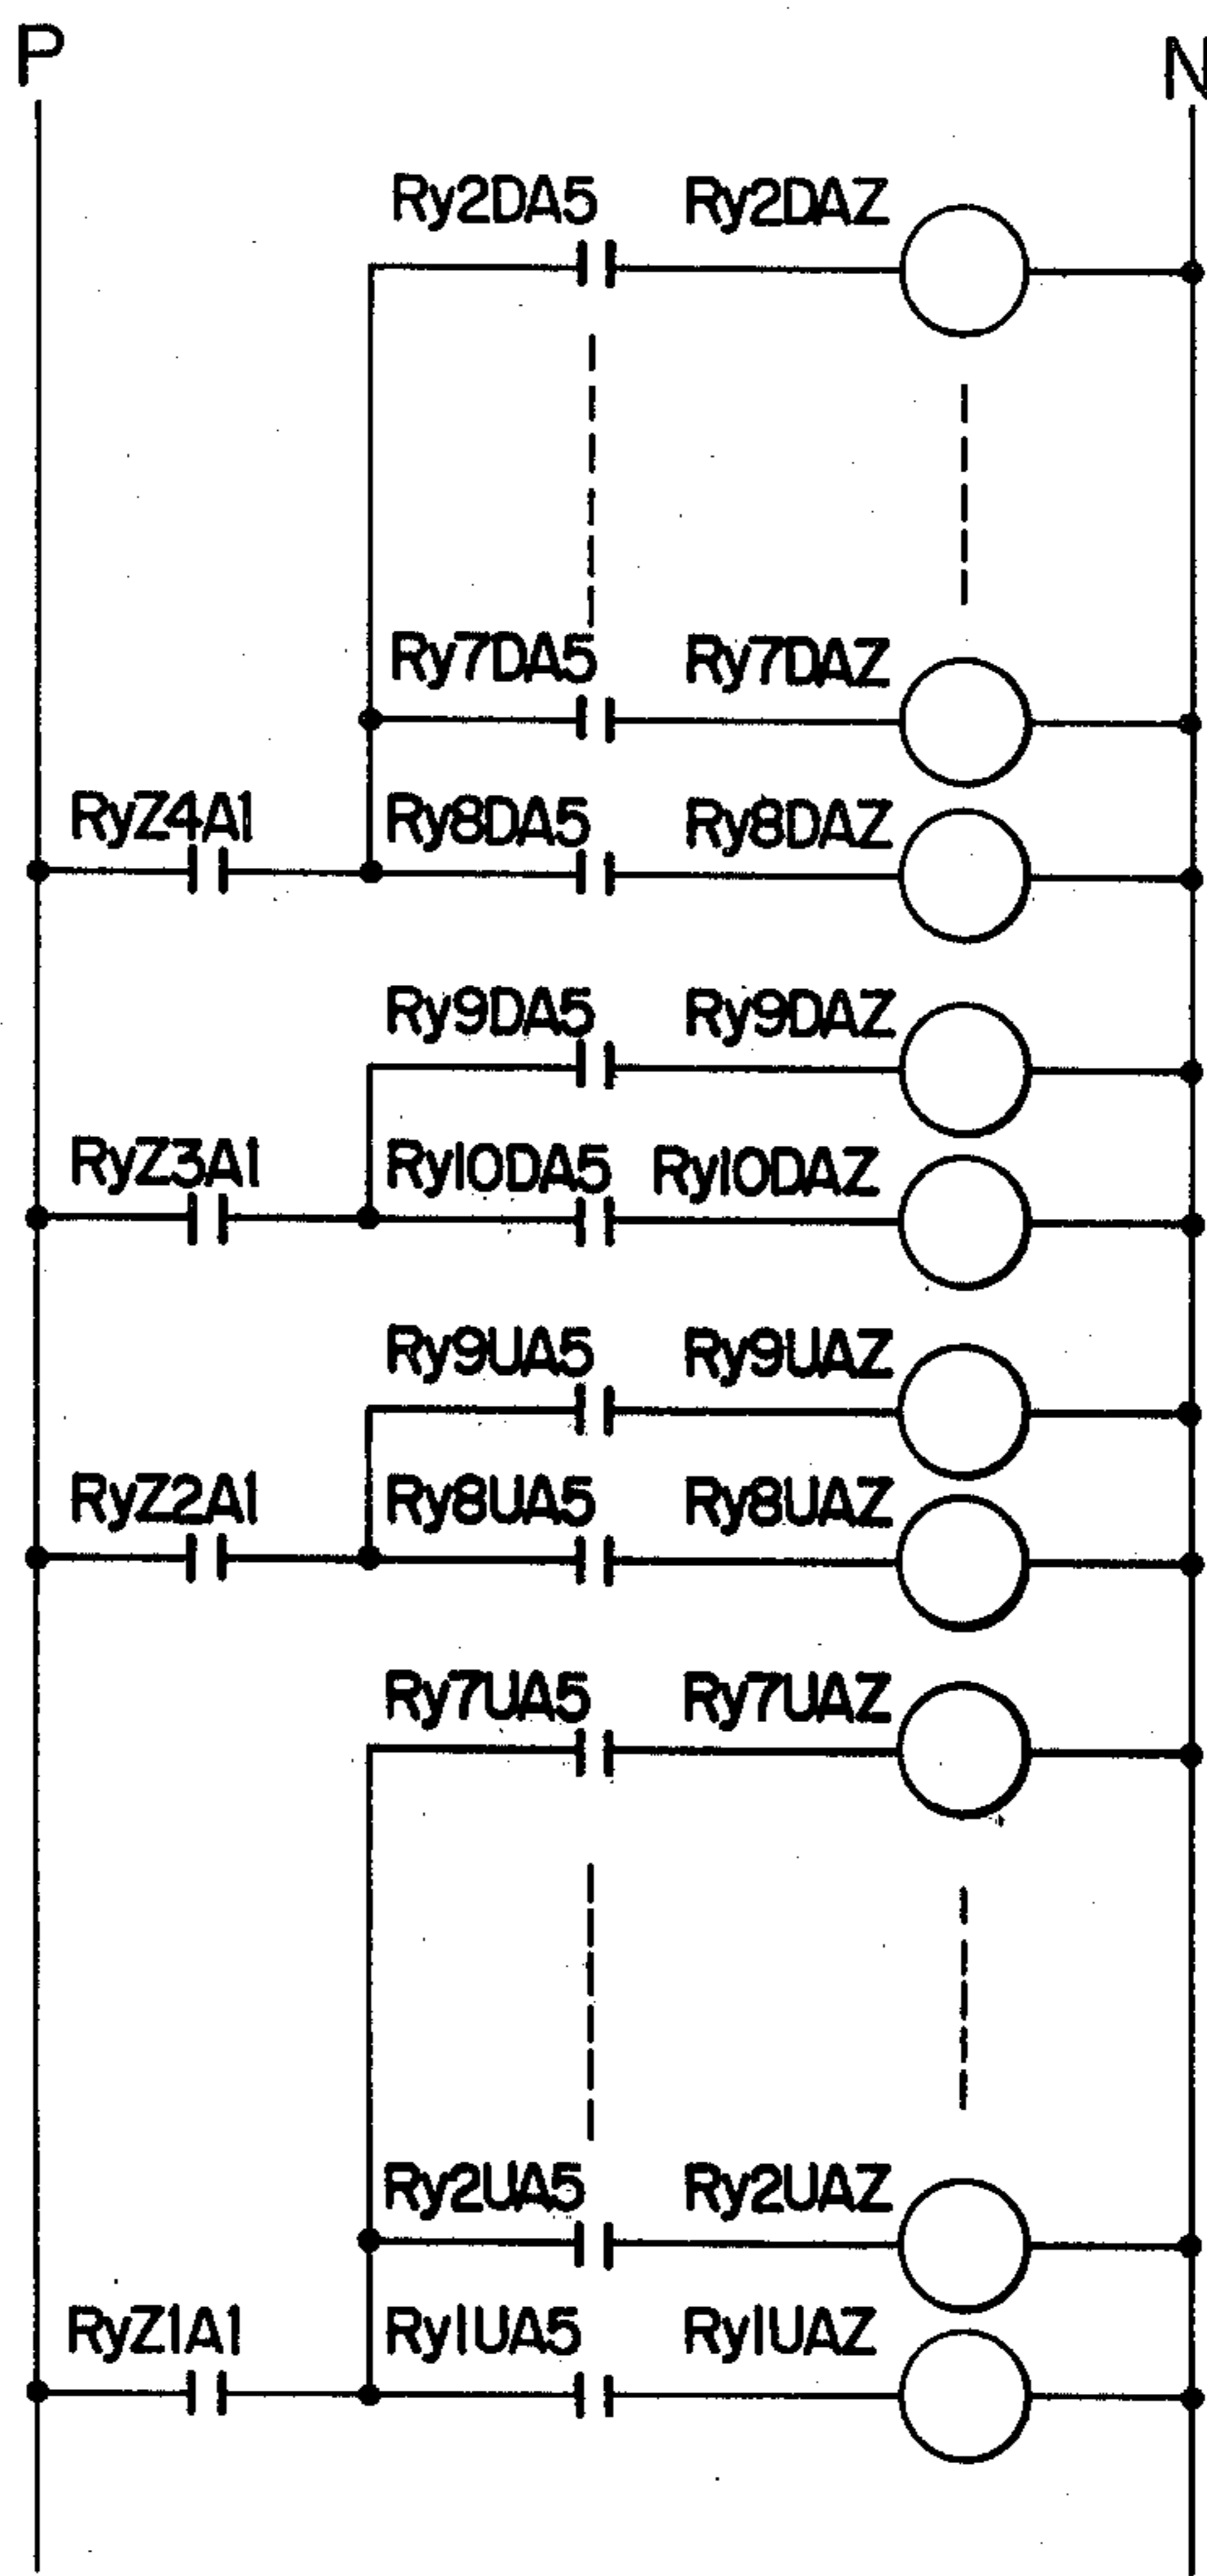 P N
Ry2DA5 Ry2DAZ
Ry7DA5 Ry7DAZ
RyZ4A1 Ry8DA5 Ry8DAZ
Ry9DA5 Ry9DAZ
RyZ3A1 Ry10DA5 Ry10DAZ
Ry9UA5 Ry9UAZ
RyZ2A1 Ry8UA5 Ry8UAZ
Ry7UA5 Ry7UAZ
Ry2UA5 Ry2UAZ
RyZ1A1 Ry1UA5 Ry1UAZ